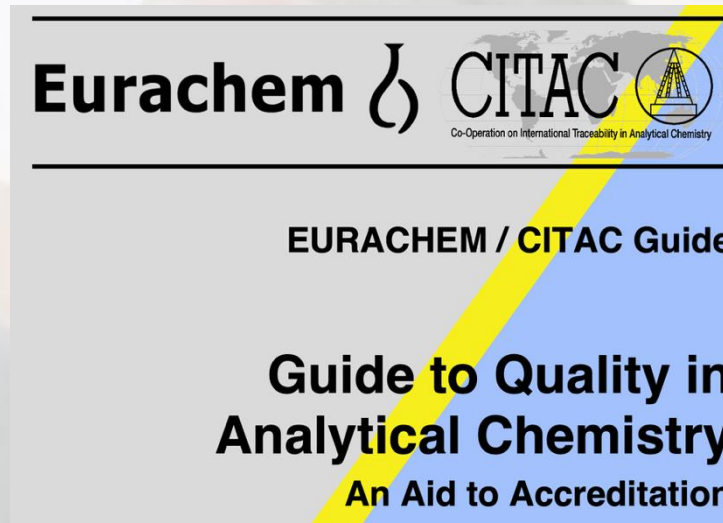 Eurachem CITAC
Co-Operation on International Traceability in Analytical Chemistry
EURACHEM / CITAC Guide
Guide to Quality in
Analytical Chemistry
An Aid to Accreditation